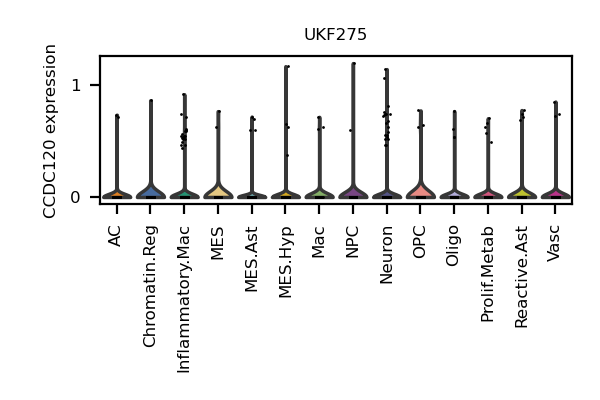 UKF275
CCDC120 expression
1
0
AC
Chromatin.Reg
Inflammatory.Mac
MES
MES.Ast
MES.Hyp
Mac
NPC
Neuron
OPC
Oligo
Prolif.Metab
Reactive.Ast
Vasc